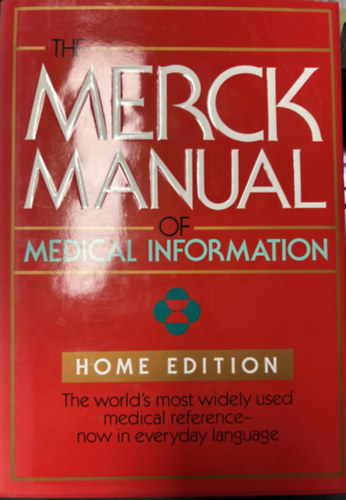 THE
MERCK
MANUAL
OF
MEDICAL INFORMATION
HOME EDITION
The world's most widely used
medical reference–
now in everyday language